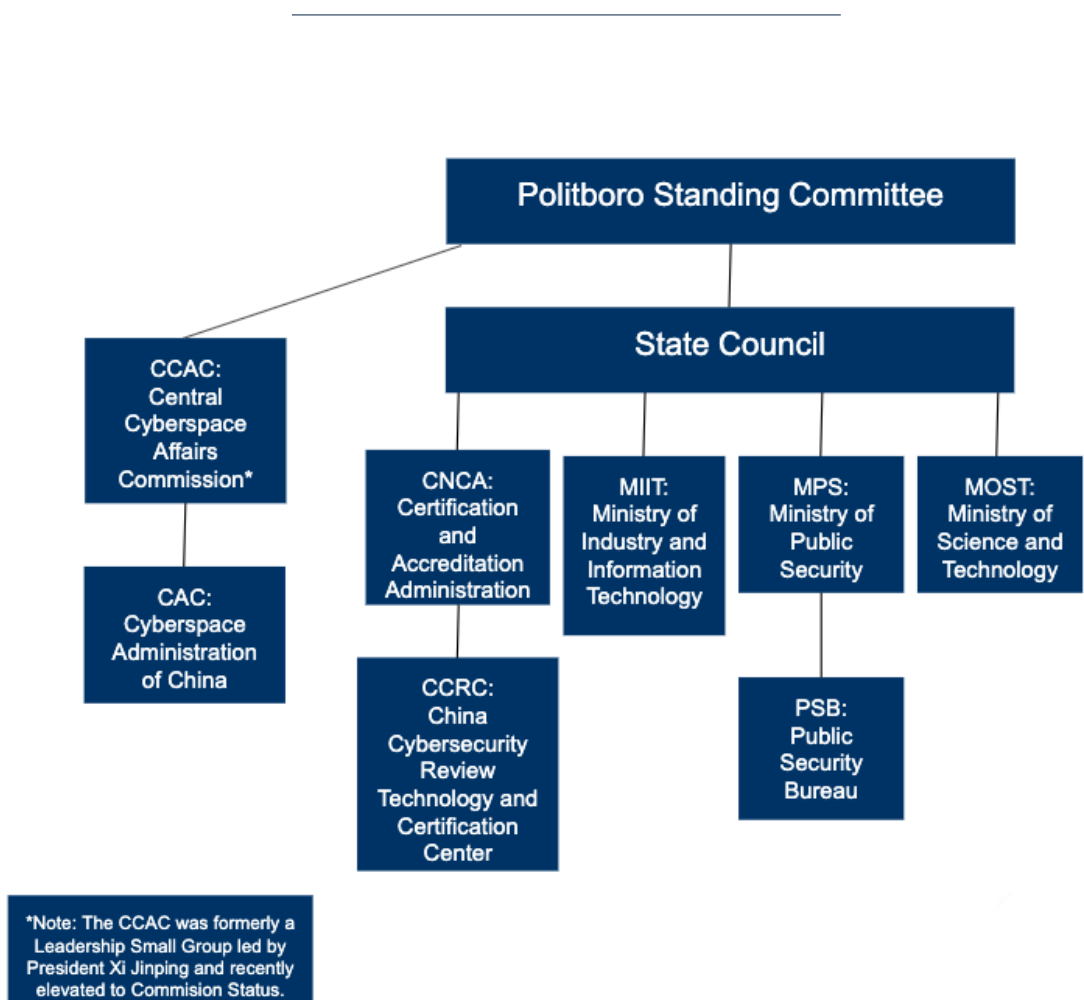 Politboro Standing Committee
State Council
CCAC:
Central
Cyberspace
Affairs
Commission*
CAC:
Cyberspace
Administration
of China
CNCA:
Certification
and
Accreditation
Administration
CCRC:
China
Cybersecurity
Review
Technology and
Certification
Center
MIIT:
Ministry of
Industry and
Information
Technology
MPS:
Ministry of
Public
Security
PSB:
Public
Security
Bureau
MOST:
Ministry of
Science and
Technology
*Note: The CCAC was formerly a
Leadership Small Group led by
President Xi Jinping and recently
elevated to Commision Status.